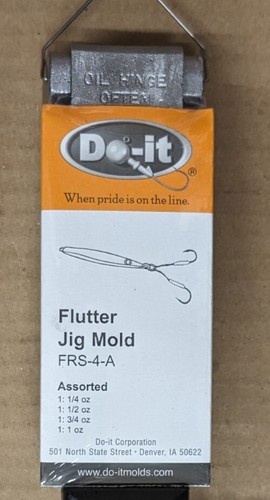 OIL HINGE
OFTEN
Do-it
®
When pride is on the line.
Flutter
Jig Mold
FRS-4-A
Assorted
1: 1/4 oz
1: 1/2 oz
1: 3/4 oz
1: 1 oz
Do-it Corporation
501 North State Street • Denver, IA 50622
www.do-itmolds.com